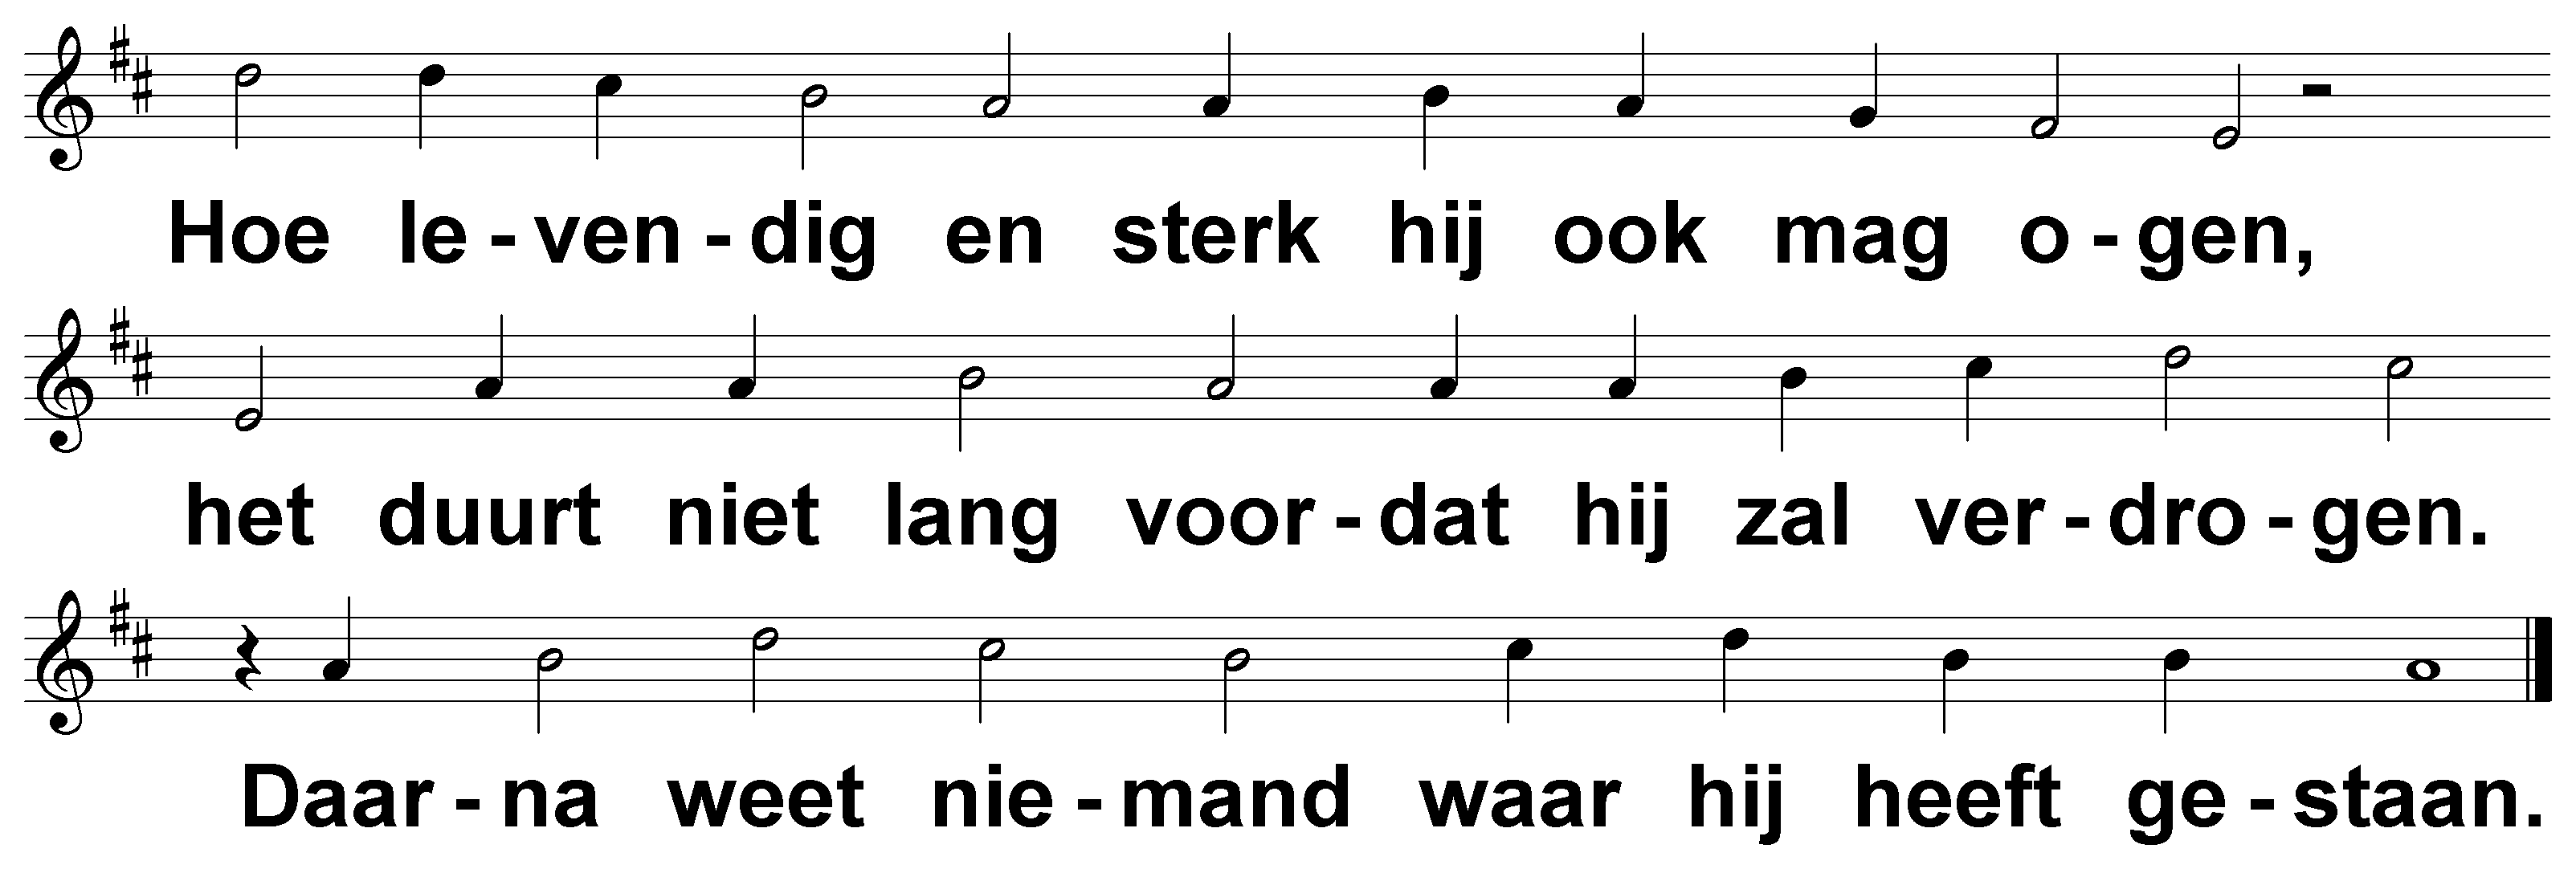 Hoe le - ven - dig en sterk hij ook mag o - gen,
het duurt niet lang voor - dat hij zal ver - dro - gen.
Daar - na weet nie - mand waar hij heeft ge - staan.